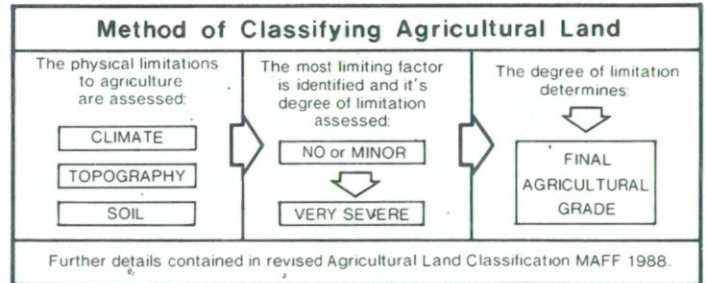 Method of Classifying Agricultural Land
The physical limitations
to agriculture
are assessed:
CLIMATE
TOPOGRAPHY
SOIL
The most limiting factor
is identified and it's
degree of limitation
assessed:
NO or MINOR
VERY SEVERE
The degree of limitation
determines:
FINAL
AGRICULTURAL
GRADE
Further details contained in revised Agricultural Land Classification MAFF 1988.